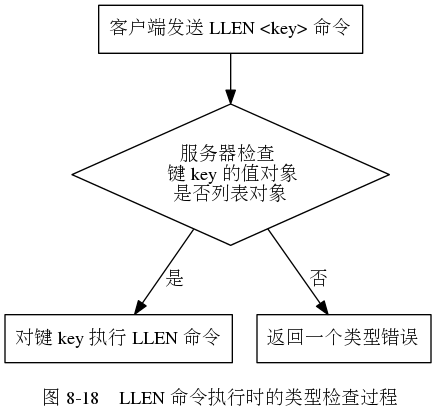 客户端发送 LLEN <key> 命令
服务器检查
键 key 的值对象
是否列表对象
是
否
对键 key 执行 LLEN 命令
返回一个类型错误
图 8-18 LLEN 命令执行时的类型检查过程